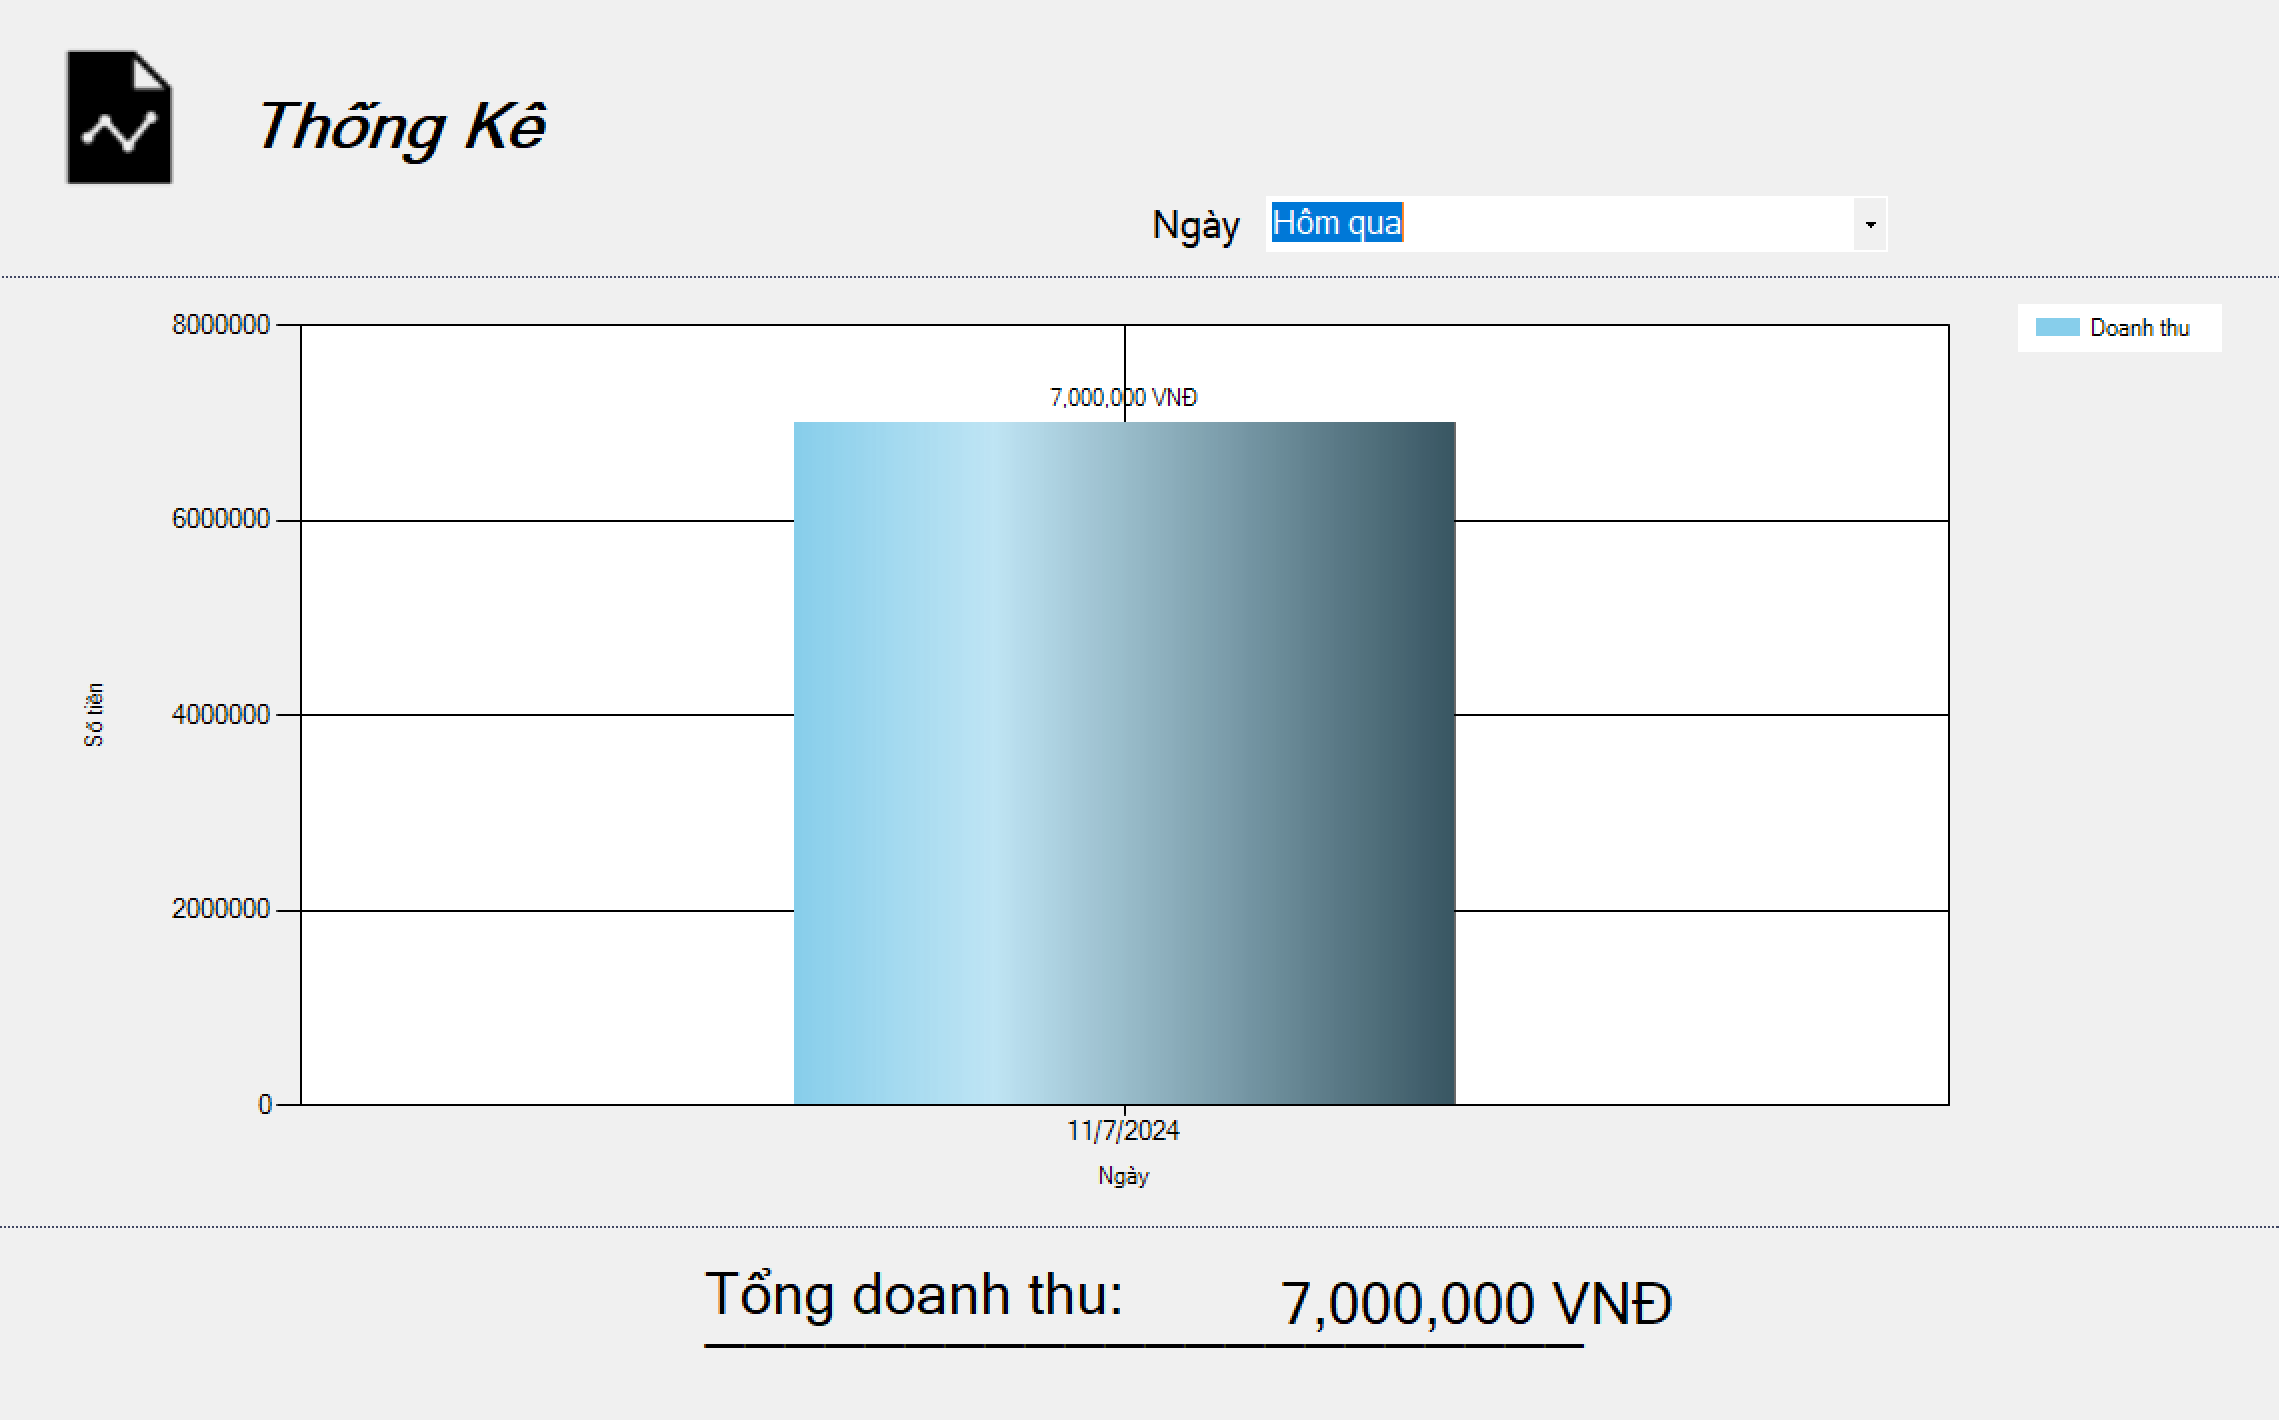 Thống Kê
Ngày Hôm qua
Doanh thu
8000000
7,000,000 VNĐ
6000000
4000000
Số tiền
2000000
0
11/7/2024
Ngày
Tổng doanh thu: 7,000,000 VNĐ